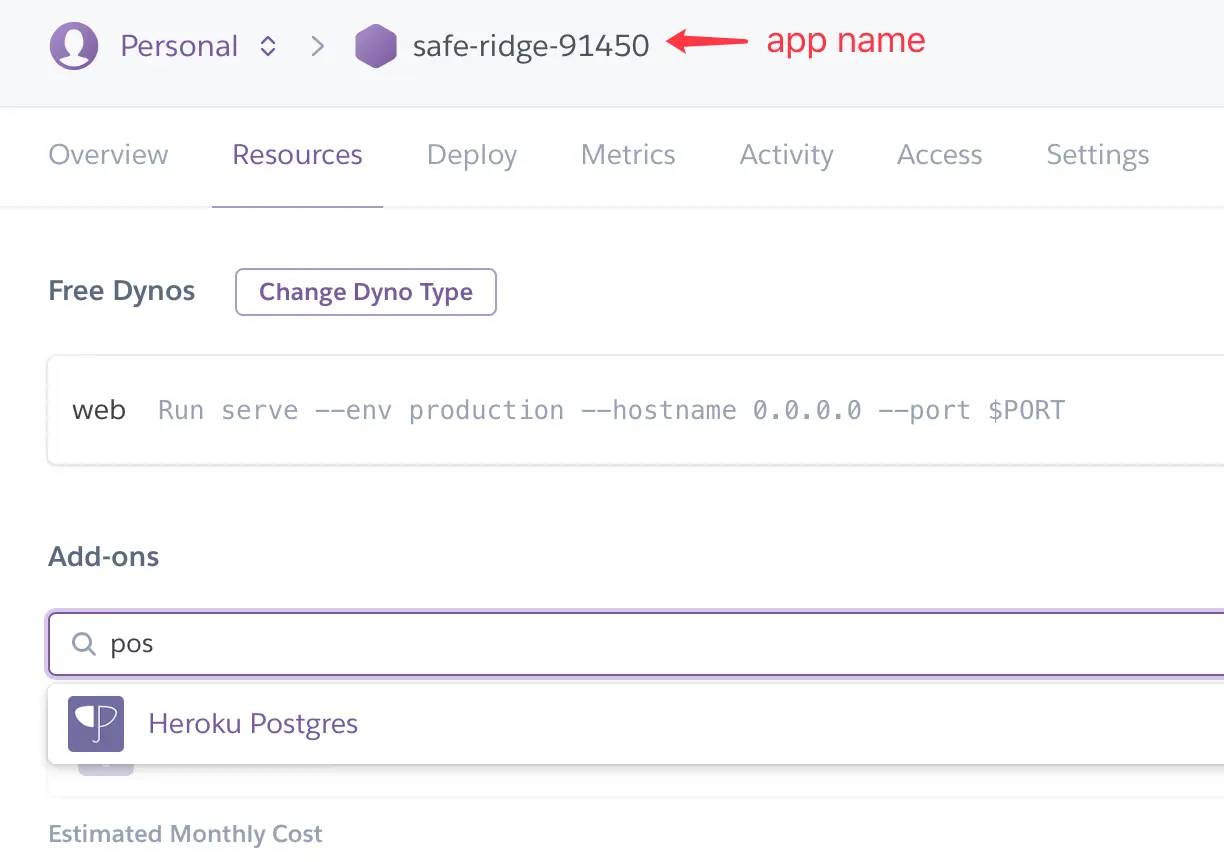 Personal safe-ridge-91450 app name
Overview Resources Deploy Metrics Activity Access Settings
Free Dynos Change Dyno Type
web Run serve --env production --hostname 0.0.0.0 --port $PORT
Add-ons
pos
Heroku Postgres
Estimated Monthly Cost